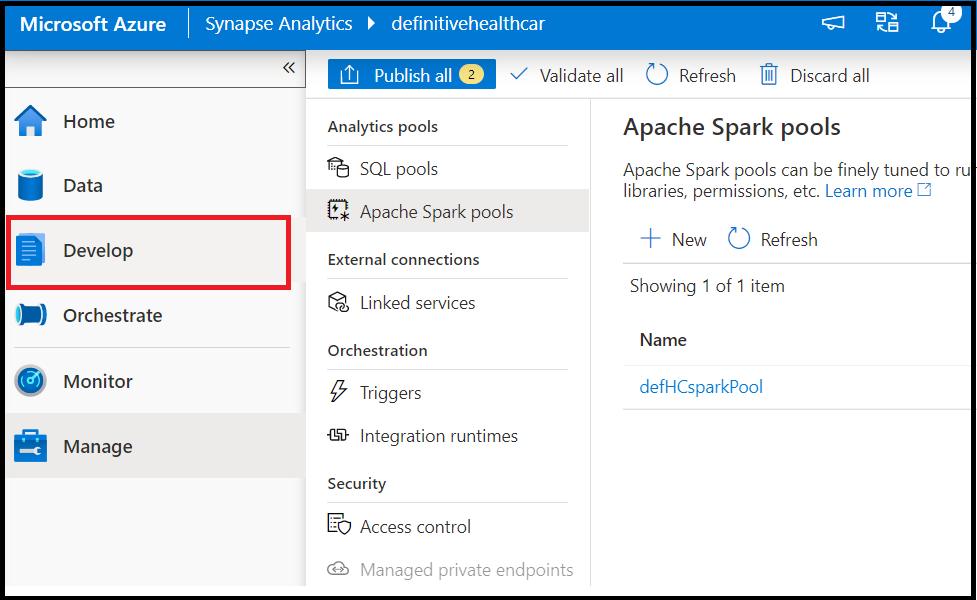 Microsoft Azure
Synapse Analytics
definitivehealthcar
4
«
Publish all 2
Validate all
Refresh
Discard all
Home
Data
Develop
Orchestrate
Monitor
Manage
Analytics pools
SQL pools
Apache Spark pools
External connections
Linked services
Orchestration
Triggers
Integration runtimes
Security
Access control
Managed private endpoints
Apache Spark pools
Apache Spark pools can be finely tuned to ru
libraries, permissions, etc. Learn more
New
Refresh
Showing 1 of 1 item
Name
defHCsparkPool